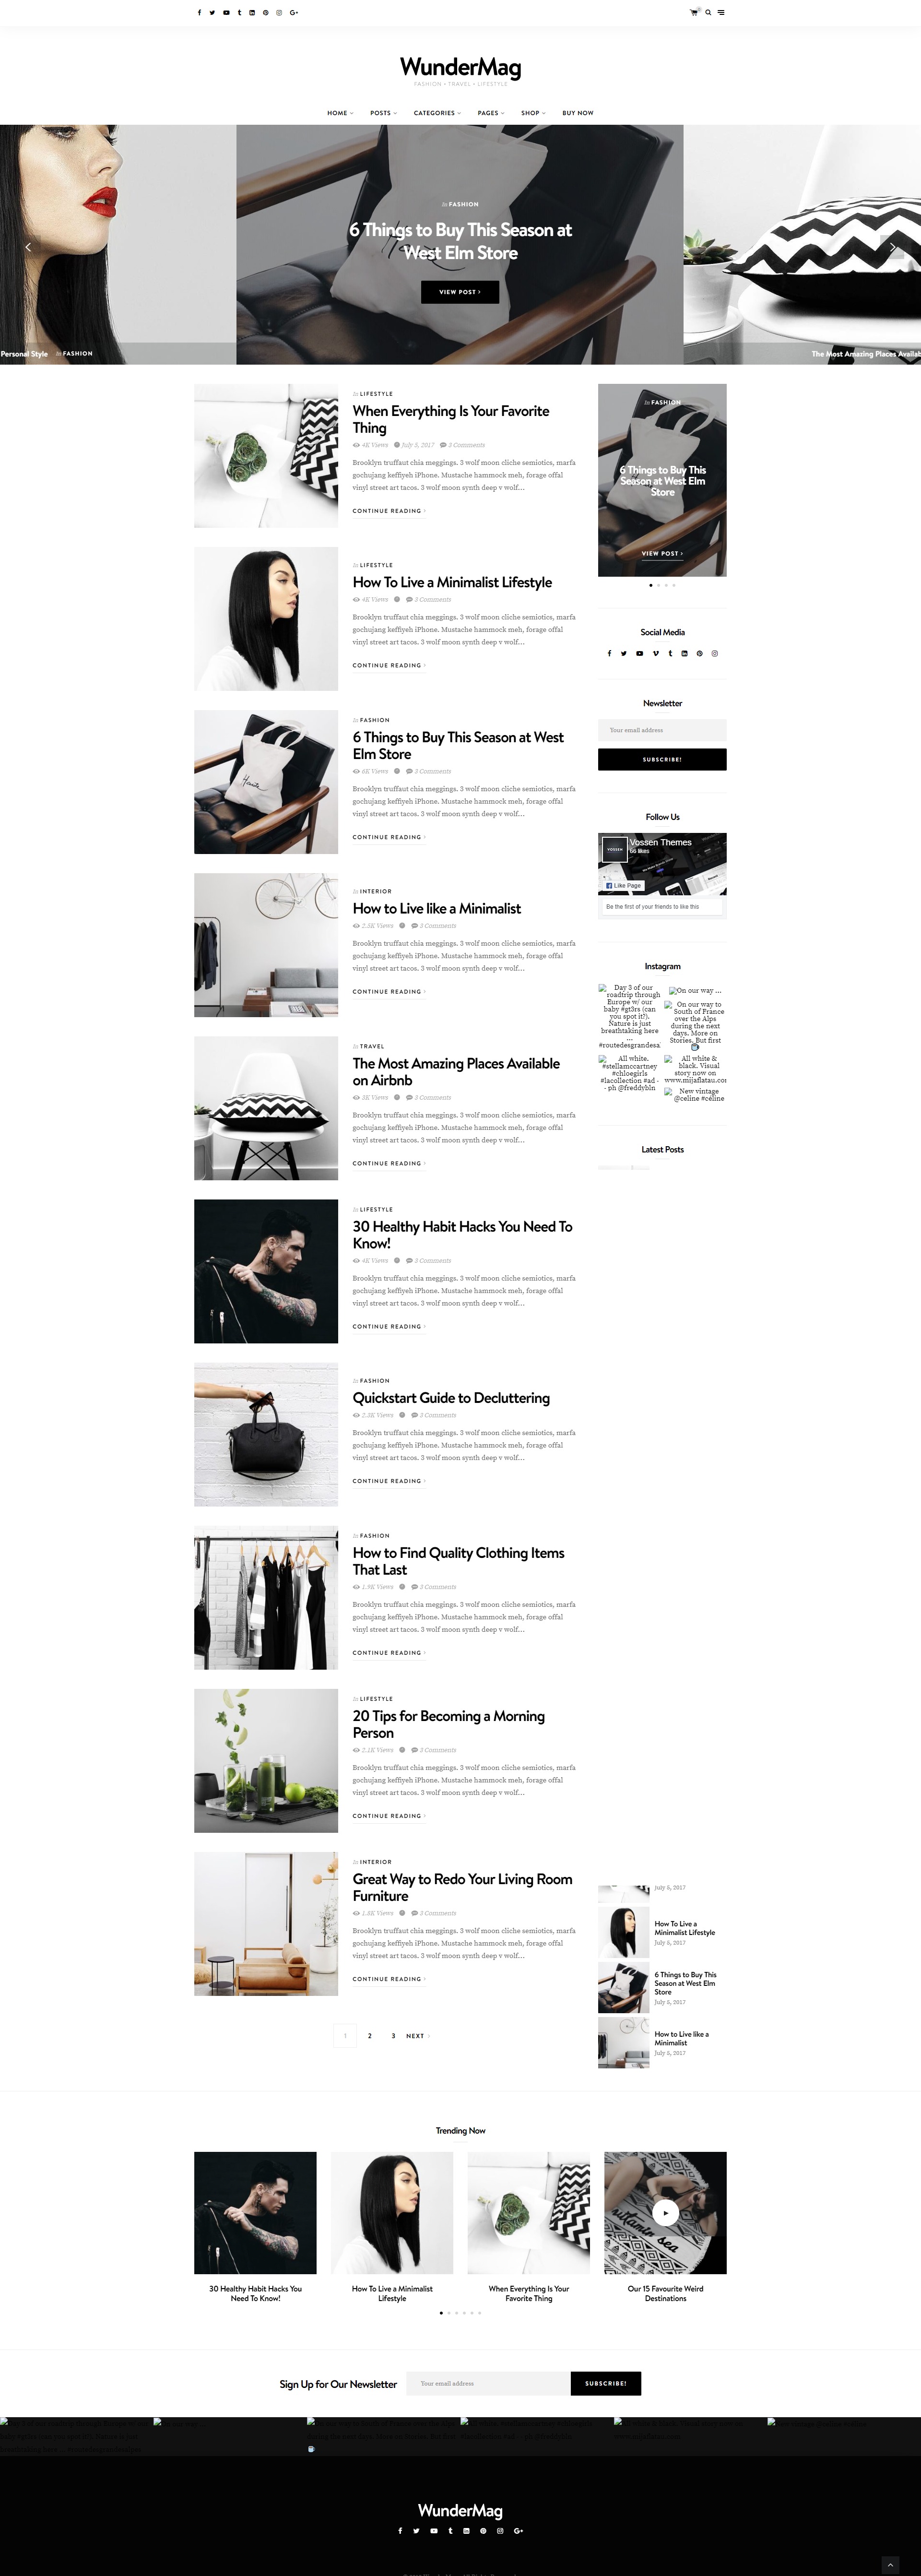 WunderMag
FASHION • TRAVEL • LIFESTYLE
HOME
POSTS
CATEGORIES
PAGES
SHOP
BUY NOW
In FASHION
6 Things to Buy This Season at
West Elm Store
VIEW POST
Personal Style In FASHION
The Most Amazing Places Availab
In LIFESTYLE
When Everything Is Your Favorite
Thing
4K Views July 5, 2017 3 Comments
Brooklyn truffaut chia meggings. 3 wolf moon cliche semiotics, marfa
gochujang keffiyeh iPhone. Mustache hammock meh, forage offal
vinyl street art tacos. 3 wolf moon synth deep v wolf…
CONTINUE READING
In LIFESTYLE
How To Live a Minimalist Lifestyle
4K Views 3 Comments
Brooklyn truffaut chia meggings. 3 wolf moon cliche semiotics, marfa
gochujang keffiyeh iPhone. Mustache hammock meh, forage offal
vinyl street art tacos. 3 wolf moon synth deep v wolf…
CONTINUE READING
In FASHION
6 Things to Buy This Season at West
Elm Store
6K Views 3 Comments
Brooklyn truffaut chia meggings. 3 wolf moon cliche semiotics, marfa
gochujang keffiyeh iPhone. Mustache hammock meh, forage offal
vinyl street art tacos. 3 wolf moon synth deep v wolf…
CONTINUE READING
In INTERIOR
How to Live like a Minimalist
2.5K Views 3 Comments
Brooklyn truffaut chia meggings. 3 wolf moon cliche semiotics, marfa
gochujang keffiyeh iPhone. Mustache hammock meh, forage offal
vinyl street art tacos. 3 wolf moon synth deep v wolf…
CONTINUE READING
In TRAVEL
The Most Amazing Places Available
on Airbnb
3K Views 3 Comments
Brooklyn truffaut chia meggings. 3 wolf moon cliche semiotics, marfa
gochujang keffiyeh iPhone. Mustache hammock meh, forage offal
vinyl street art tacos. 3 wolf moon synth deep v wolf…
CONTINUE READING
In LIFESTYLE
30 Healthy Habit Hacks You Need To
Know!
4K Views 3 Comments
Brooklyn truffaut chia meggings. 3 wolf moon cliche semiotics, marfa
gochujang keffiyeh iPhone. Mustache hammock meh, forage offal
vinyl street art tacos. 3 wolf moon synth deep v wolf…
CONTINUE READING
In FASHION
Quickstart Guide to Decluttering
2.3K Views 3 Comments
Brooklyn truffaut chia meggings. 3 wolf moon cliche semiotics, marfa
gochujang keffiyeh iPhone. Mustache hammock meh, forage offal
vinyl street art tacos. 3 wolf moon synth deep v wolf…
CONTINUE READING
In FASHION
How to Find Quality Clothing Items
That Last
1.9K Views 3 Comments
Brooklyn truffaut chia meggings. 3 wolf moon cliche semiotics, marfa
gochujang keffiyeh iPhone. Mustache hammock meh, forage offal
vinyl street art tacos. 3 wolf moon synth deep v wolf…
CONTINUE READING
In LIFESTYLE
20 Tips for Becoming a Morning
Person
2.1K Views 3 Comments
Brooklyn truffaut chia meggings. 3 wolf moon cliche semiotics, marfa
gochujang keffiyeh iPhone. Mustache hammock meh, forage offal
vinyl street art tacos. 3 wolf moon synth deep v wolf…
CONTINUE READING
In INTERIOR
Great Way to Redo Your Living Room
Furniture
1.8K Views 3 Comments
Brooklyn truffaut chia meggings. 3 wolf moon cliche semiotics, marfa
gochujang keffiyeh iPhone. Mustache hammock meh, forage offal
vinyl street art tacos. 3 wolf moon synth deep v wolf…
CONTINUE READING
1 2 3 NEXT
In FASHION
6 Things to Buy This
Season at West Elm
Store
VIEW POST
Social Media
Newsletter
Your email address
SUBSCRIBE!
Follow Us
VOSSEN
Vossen Themes
66 likes
Like Page
Be the first of your friends to like this
Instagram
Day 3 of our
roadtrip through
Europe w/ our
baby #gt3rs (can
you spot it?).
Nature is just
breathtaking here
...
#routedesgrandesal
On our way ...
On our way to
South of France
over the Alps
during the next
days. More on
Stories. But first
All white.
#stellamccartney
#chloegirls
#lacollection #ad -
- ph @freddybln
All white &
black. Visual
story now on
www.mijaflatau.com
New vintage
@celine #celine
Latest Posts
July 5, 2017
How To Live a
Minimalist Lifestyle
July 5, 2017
6 Things to Buy This
Season at West Elm
Store
July 5, 2017
How to Live like a
Minimalist
July 5, 2017
Trending Now
30 Healthy Habit Hacks You
Need To Know!
How To Live a Minimalist
Lifestyle
When Everything Is Your
Favorite Thing
Our 15 Favourite Weird
Destinations
Sign Up for Our Newsletter
Your email address
SUBSCRIBE!
WunderMag